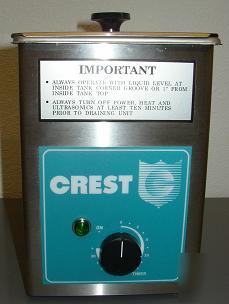 IMPORTANT
• ALWAYS OPERATE WITH LIQUID LEVEL AT
INSIDE TANK CORNED GROOVE OR 1" FROM
INSIDE TANK TOP
• ALWAYS TURN OFF POWER, HEAT AND
ULTRASONICS AT LEAST TEN MINUTES
PRIOR TO DRAINING UNIT
CREST
ON
TIMER